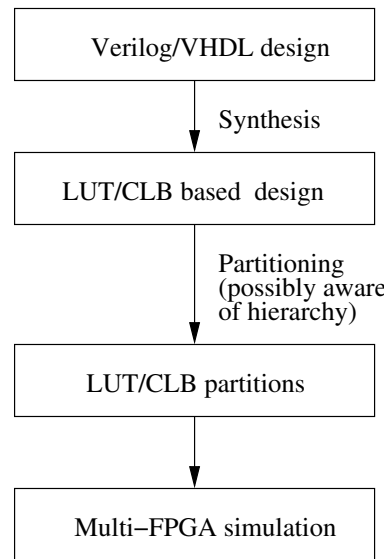 Verilog/VHDL design
Synthesis
LUT/CLB based design
Partitioning
(possibly aware
of hierarchy)
LUT/CLB partitions
Multi−FPGA simulation